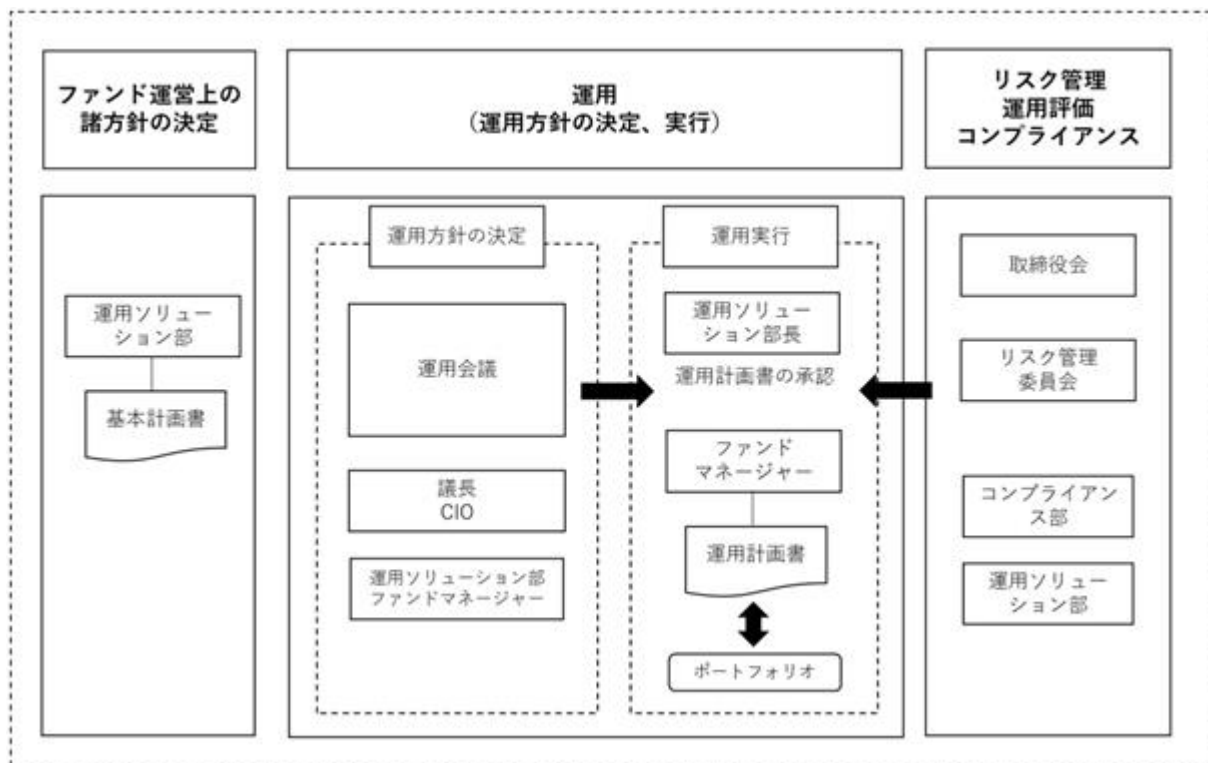 ファンド運営上の
諸方針の決定
運用
（運用方針の決定、実行）
リスク管理
運用評価
コンプライアンス
運用ソリュー
ション部
基本計画書
運用方針の決定
運用会議
議長
CIO
運用ソリューション部
ファンドマネージャー
運用実行
運用ソリュー
ション部長
運用計画書の承認
ファンド
マネージャー
運用計画書
ポートフォリオ
取締役会
リスク管理
委員会
コンプライアン
ス部
運用ソリュー
ション部